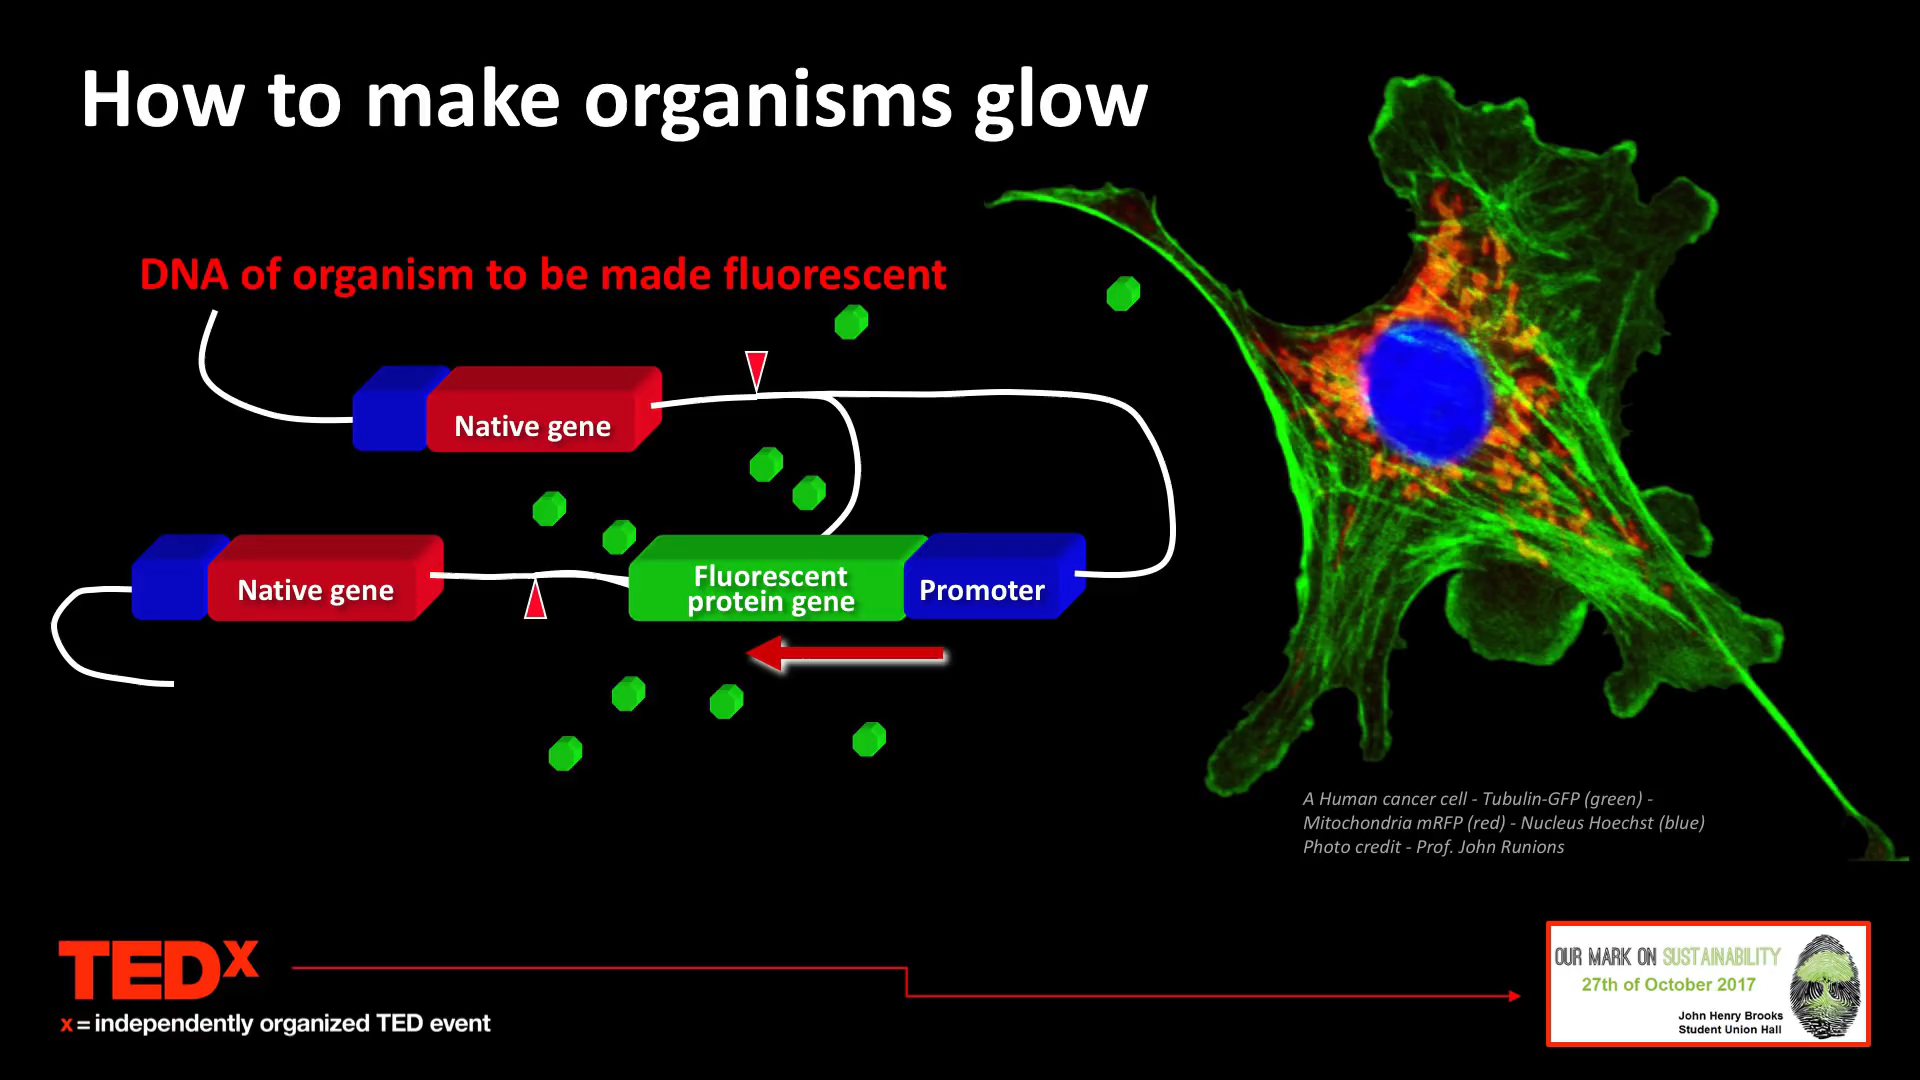 How to make organisms glow
DNA of organism to be made fluorescent
Native gene
Native gene
Fluorescent
protein gene
Promoter
A Human cancer cell - Tubulin-GFP (green) -
Mitochondria mRFP (red) - Nucleus Hoechst (blue)
Photo credit - Prof. John Runions
TEDx
x = independently organized TED event
OUR MARK ON SUSTAINABILITY
27th of October 2017
John Henry Brooks
Student Union Hall